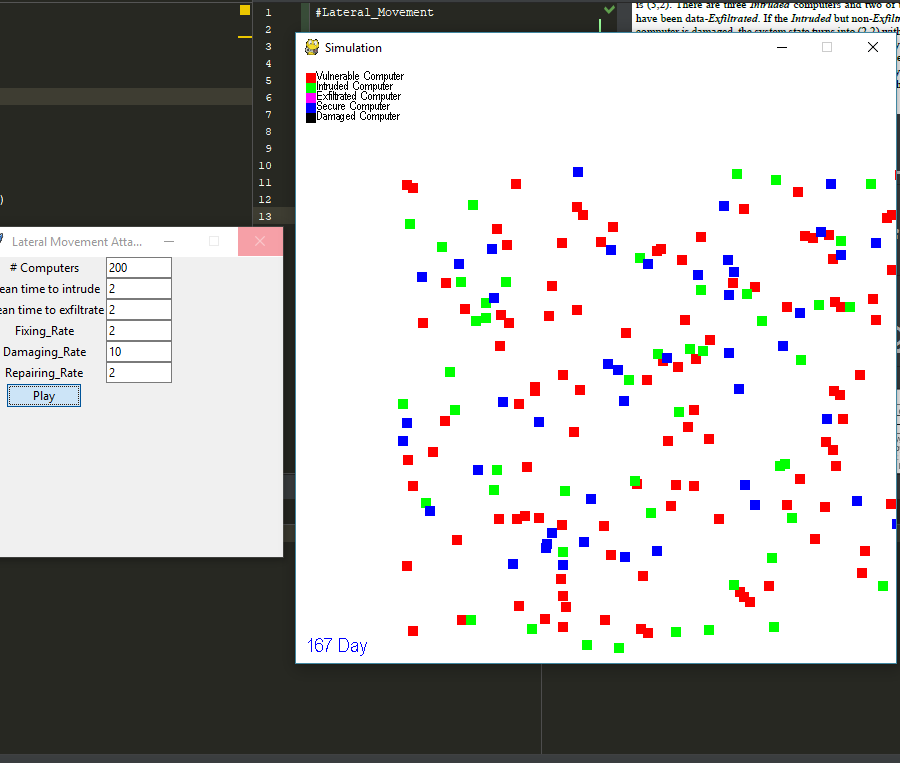 1 #Lateral_Movement
2
3
4
5
6
7
8
9
10
11
12
13
)
is (3,2). There are three Intruded computers and two of
have been data-Exfiltrated. If the Intruded but non-Exfiltr
computer is damaged, the system state turns into (2,2) with
Simulation
Vulnerable Computer
Intruded Computer
Exfiltrated Computer
Secure Computer
Damaged Computer
167 Day
Lateral Movement Atta...
# Computers 200
ean time to intrude 2
ean time to exfiltrate 2
Fixing_Rate 2
Damaging_Rate 10
Repairing_Rate 2
Play